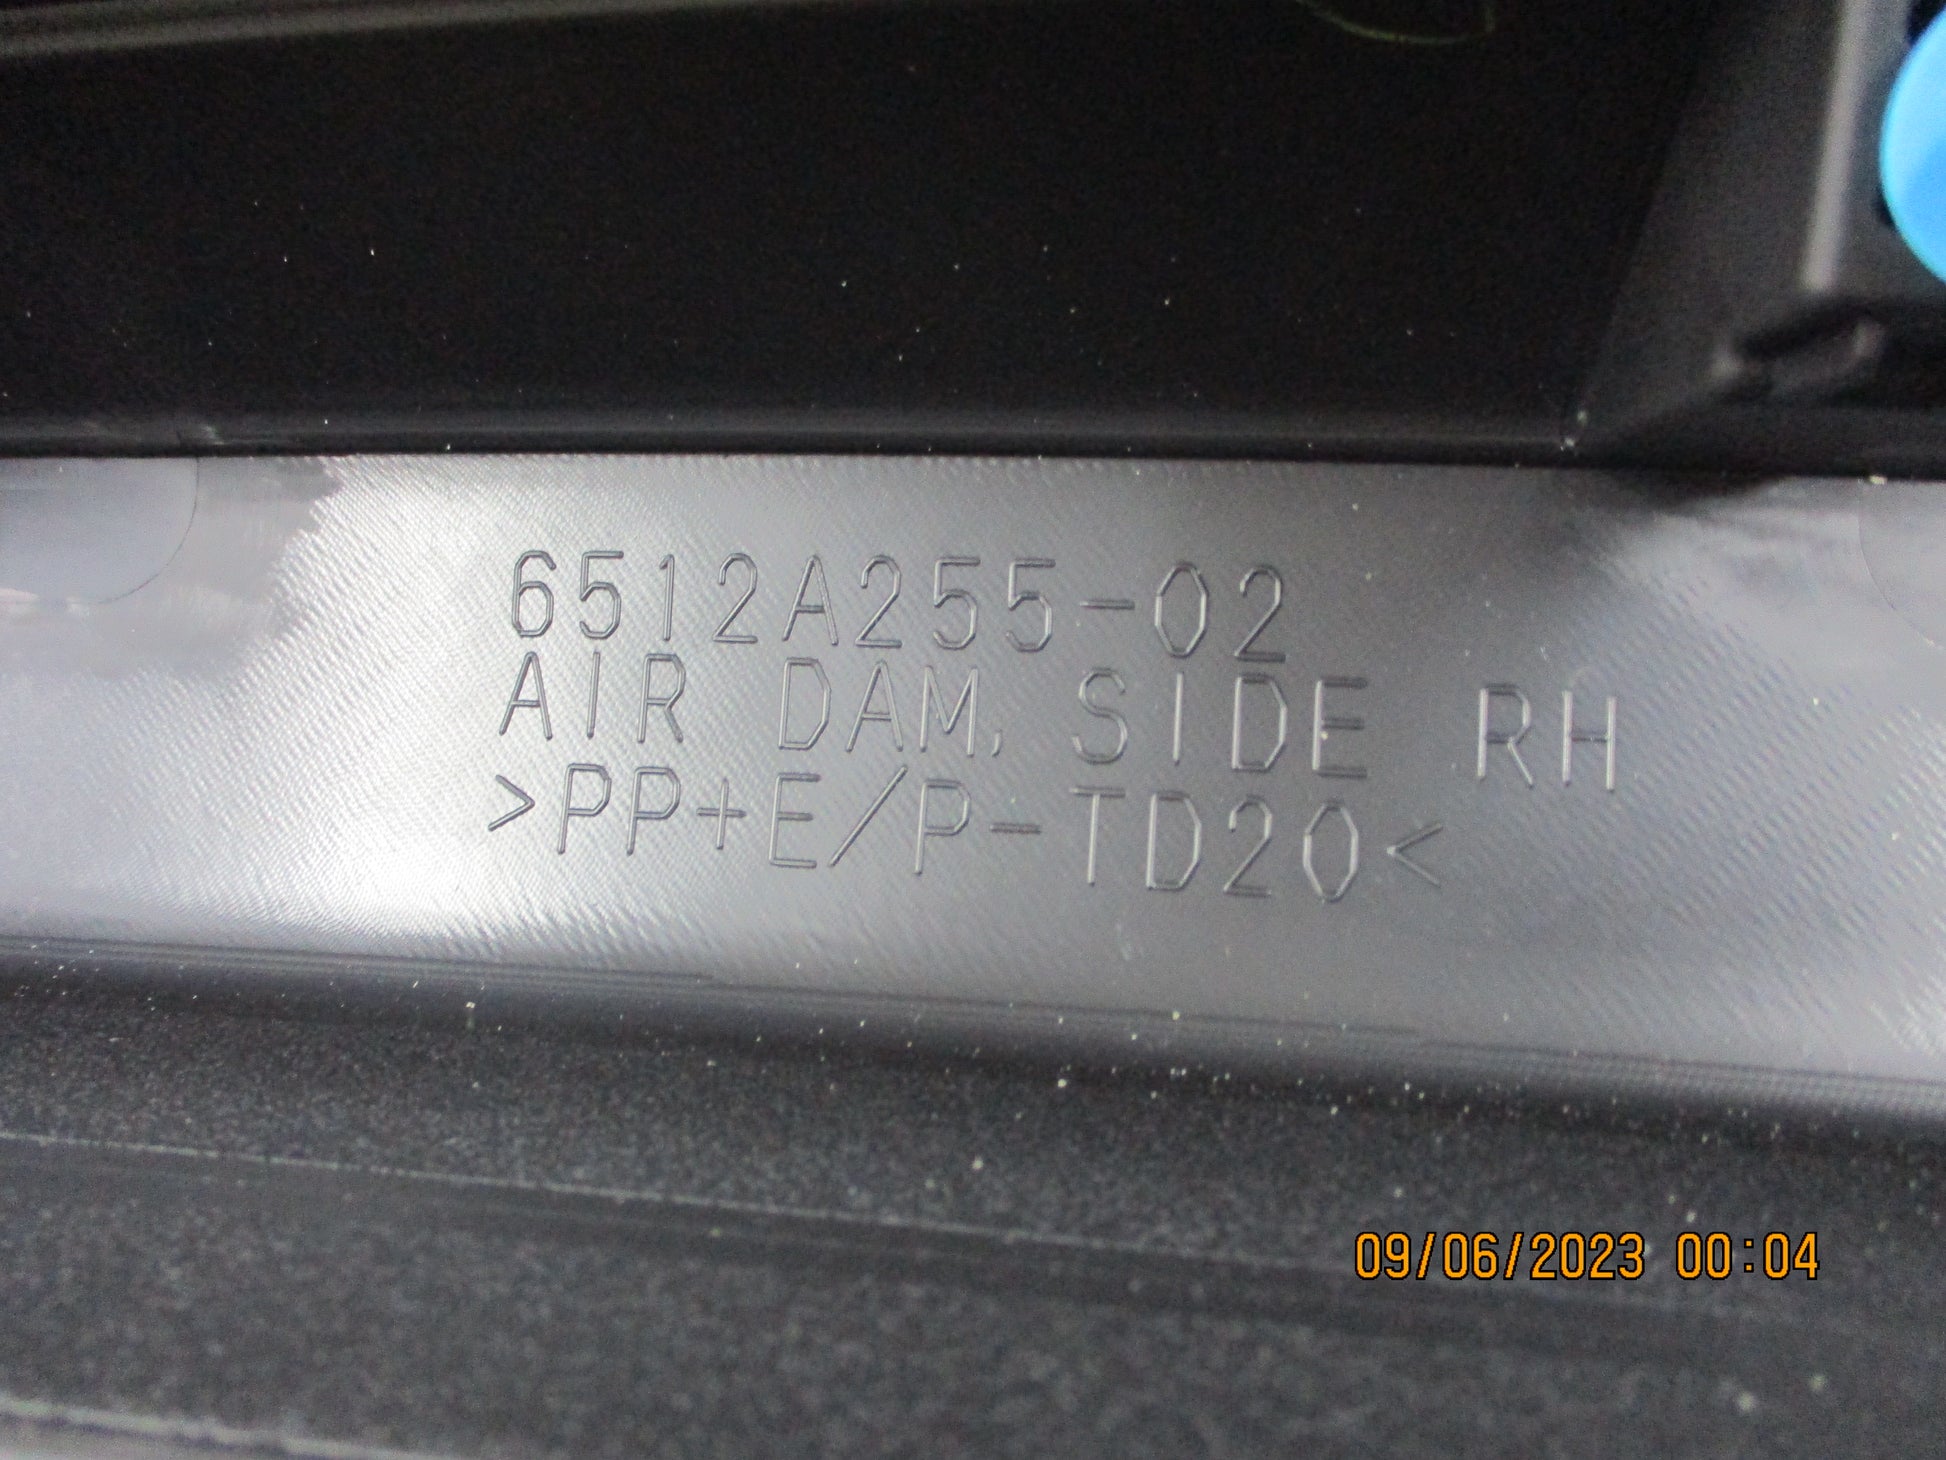 6512A255-02
AIR DAM, SIDE RH
>PP+E/P-TD20<
09/06/2023 00:04